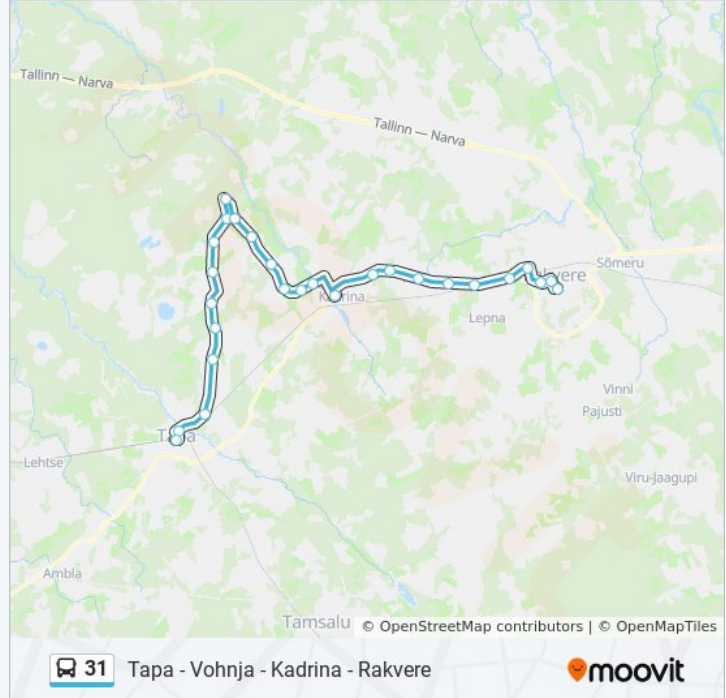 Tallinn — Narva
Tallinn — Narva
Sõmeru
Kadrina
Lepna
Vinni
Pajusti
Tapa
Lehtse
Viru-Jaagupi
Ambla
Tamsalu
© OpenStreetMap contributors | © OpenMapTiles
31 Tapa - Vohnja - Kadrina - Rakvere
moovit